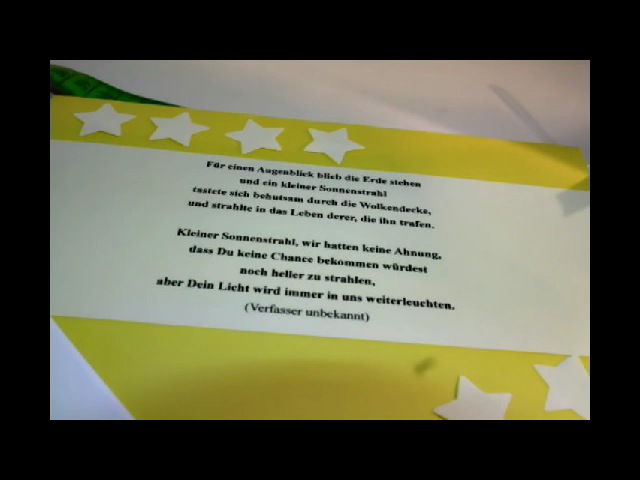 Für einen Augenblick blieb die Erde stehen
und ein kleiner Sonnenstrahl
tastete sich behutsam durch die Wolkendecke,
und strahlte in das Leben derer, die ihn trafen.
Kleiner Sonnenstrahl, wir hatten keine Ahnung,
dass Du keine Chance bekommen würdest
noch heller zu strahlen,
aber Dein Licht wird immer in uns weiterleuchten.
(Verfasser unbekannt)